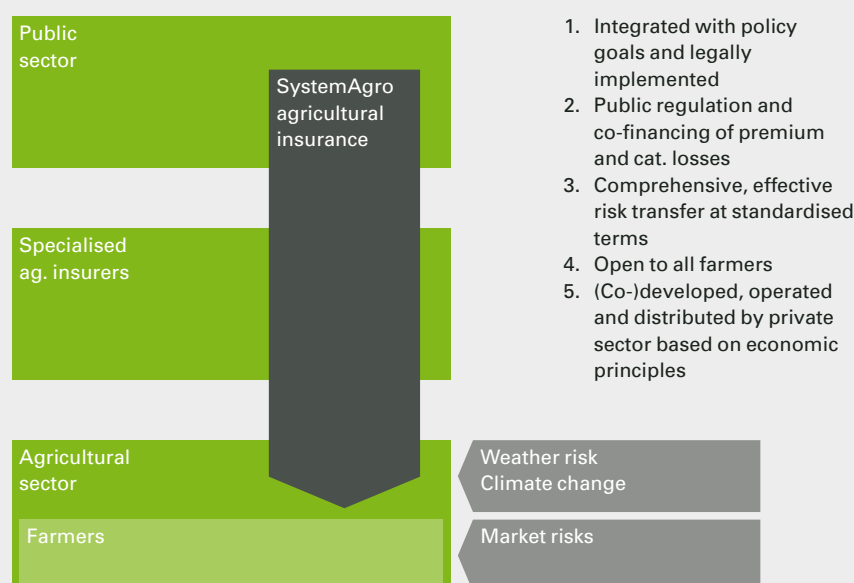 Public
sector
SystemAgro
agricultural
insurance
Specialised
ag. insurers
Agricultural
sector
Farmers
Weather risk
Climate change
Market risks
1. Integrated with policy
goals and legally
implemented
2. Public regulation and
co-financing of premium
and cat. losses
3. Comprehensive, effective
risk transfer at standardised
terms
4. Open to all farmers
5. (Co-)developed, operated
and distributed by private
sector based on economic
principles